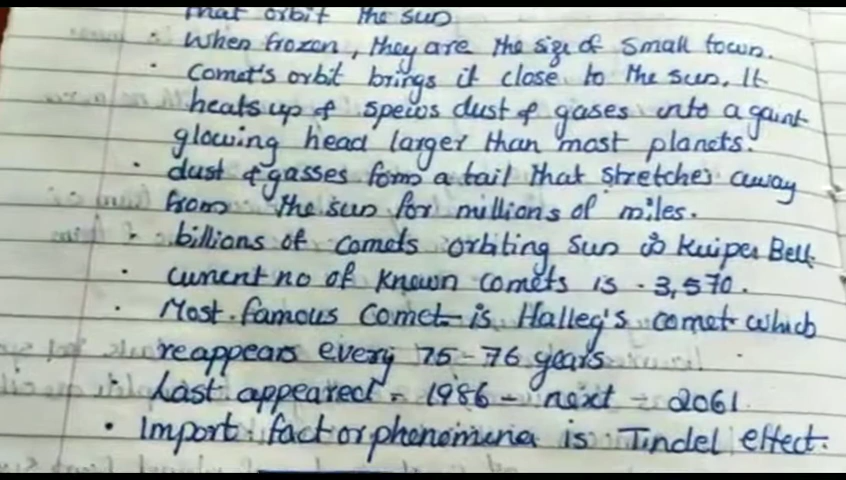 that orbit the sun
• When frozen, they are the size of small town.
• Comet's orbit brings it close to the sun. It
heats up & spews dust & gases into a gaint
glowing head larger than most planets.
• dust & gasses form a tail that stretches away
from the sun for millions of miles.
• billions of comets orbiting sun in Kuiper Belt
• current no of known comets is . 3,570.
• Most famous Comet is Halley's comet which
reappears every 75-76 years
• Last appeared - 1986 - next - 2061
• Import fact or phenomena is Tindel effect.